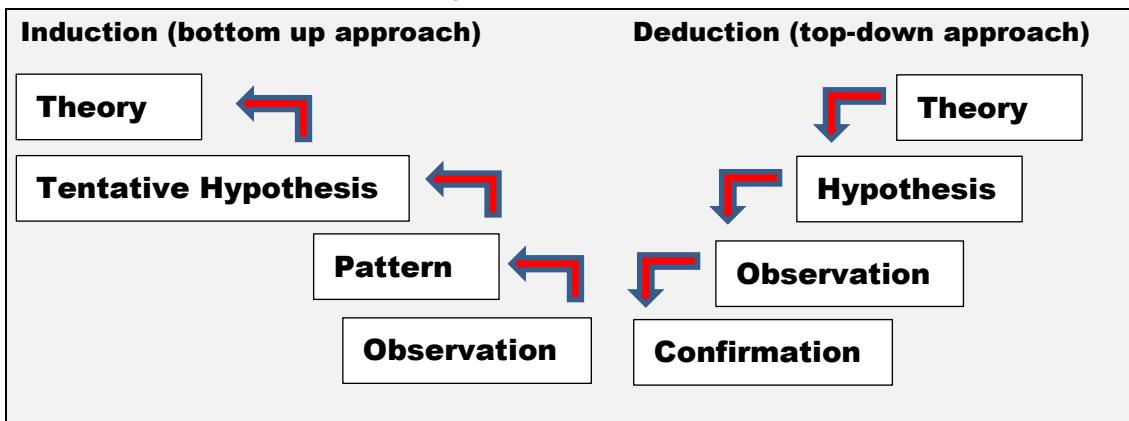 Induction (bottom up approach)
Theory
Tentative Hypothesis
Pattern
Observation
Deduction (top-down approach)
Theory
Hypothesis
Observation
Confirmation